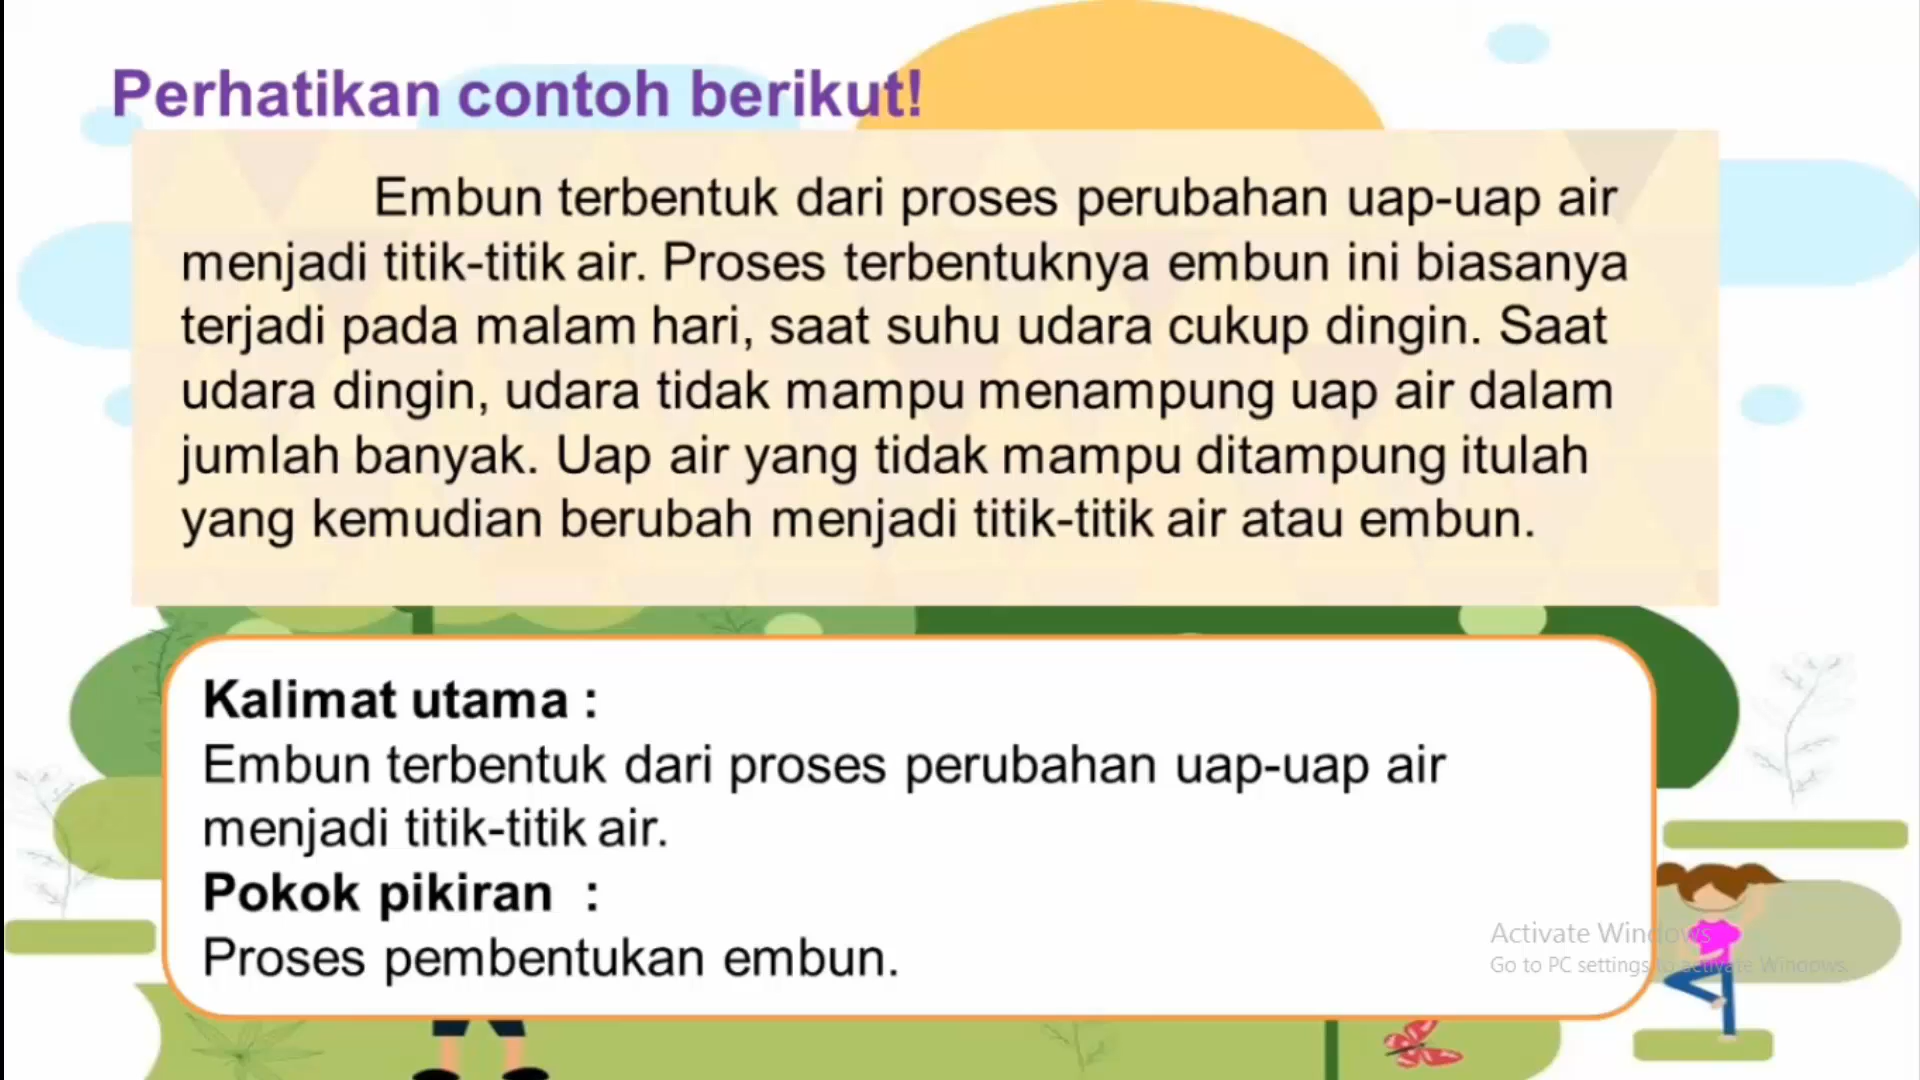 Perhatikan contoh berikut!
Embun terbentuk dari proses perubahan uap-uap air
menjadi titik-titik air. Proses terbentuknya embun ini biasanya
terjadi pada malam hari, saat suhu udara cukup dingin. Saat
udara dingin, udara tidak mampu menampung uap air dalam
jumlah banyak. Uap air yang tidak mampu ditampung itulah
yang kemudian berubah menjadi titik-titik air atau embun.
Kalimat utama :
Embun terbentuk dari proses perubahan uap-uap air
menjadi titik-titik air.
Pokok pikiran :
Proses pembentukan embun.
Activate Windows
Go to PC settings to activate Windows.